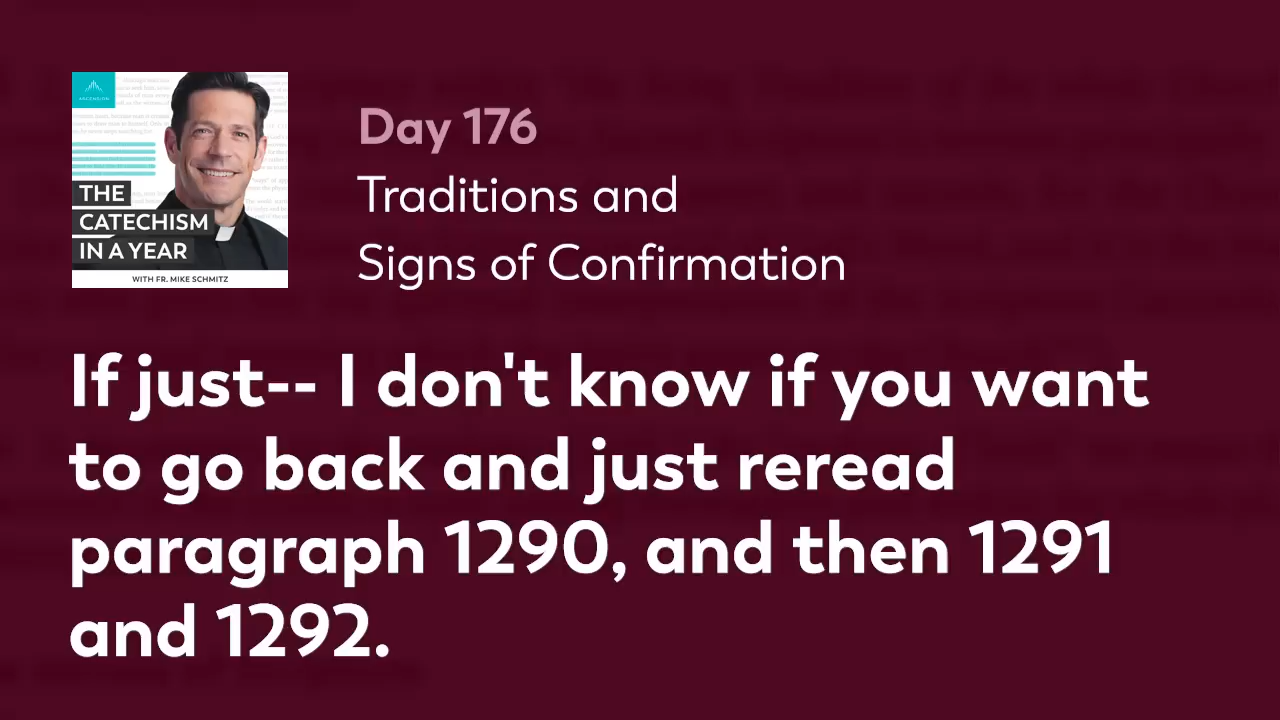 ASCENSION
THE
CATECHISM
IN A YEAR
WITH FR. MIKE SCHMITZ
Day 176
Traditions and
Signs of Confirmation
If just-- I don't know if you want
to go back and just reread
paragraph 1290, and then 1291
and 1292.